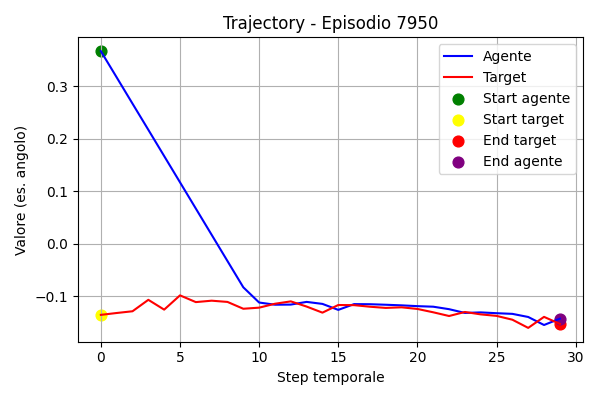 Trajectory - Episodio 7950
Agente
Target
Start agente
Start target
End target
End agente
Valore (es. angolo)
0.3
0.2
0.1
0.0
−0.1
0
5
10
15
20
25
30
Step temporale